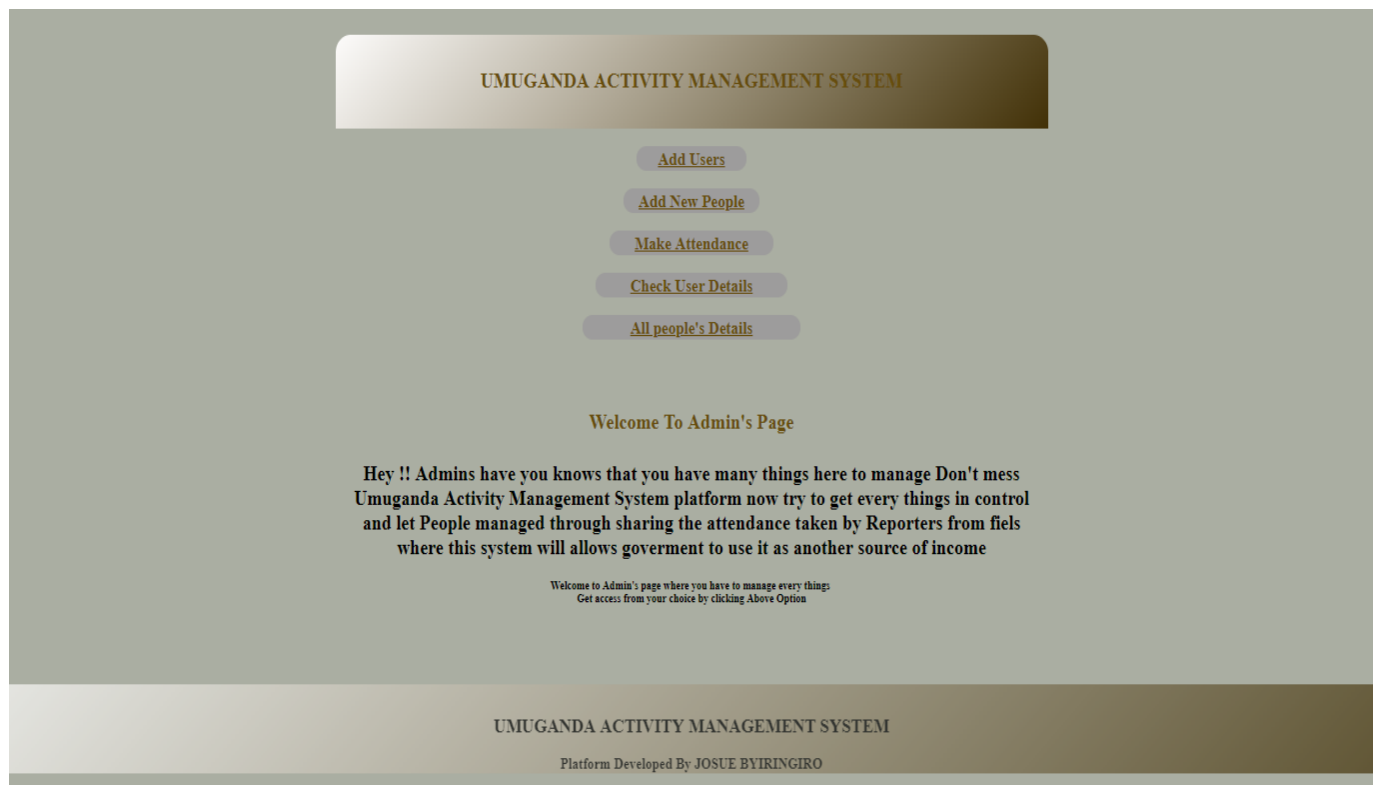 UMUGANDA ACTIVITY MANAGEMENT SYSTEM
Add Users
Add New People
Make Attendance
Check User Details
All people's Details
Welcome To Admin's Page
Hey !! Admins have you knows that you have many things here to manage Don't mess
Umuganda Activity Management System platform now try to get every things in control
and let People managed through sharing the attendance taken by Reporters from fiels
where this system will allows goverment to use it as another source of income
Welcome to Admin's page where you have to manage every things
Get access from your choice by clicking Above Option
UMUGANDA ACTIVITY MANAGEMENT SYSTEM
Platform Developed By JOSUE BYIRINGIRO